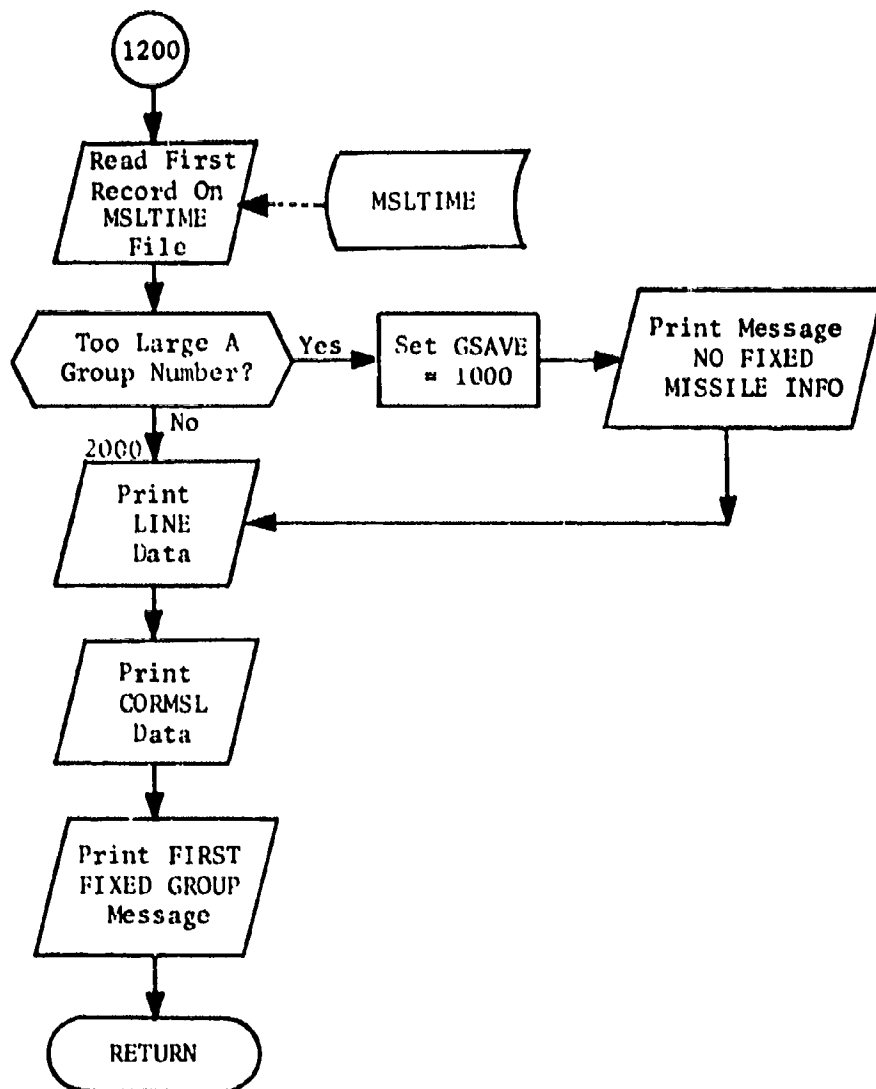 1200
Read First
Record On
MSLTIME
File
MSLTIME
Too Large A
Group Number?
Yes
Set GSAVE
= 1000
Print Message
NO FIXED
MISSILE INFO
No
2000
Print
LINE
Data
Print
CORMSL
Data
Print FIRST
FIXED GROUP
Message
RETURN